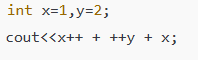 int x=1,y=2;
cout<<x++ + ++y + x;